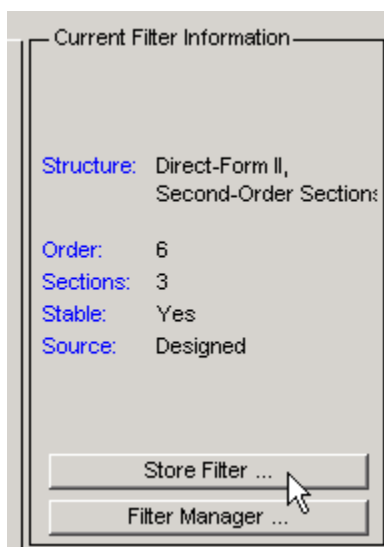 Current Filter Information
Structure: Direct-Form II,
Second-Order Sections
Order: 6
Sections: 3
Stable: Yes
Source: Designed
Store Filter ...
Filter Manager ...